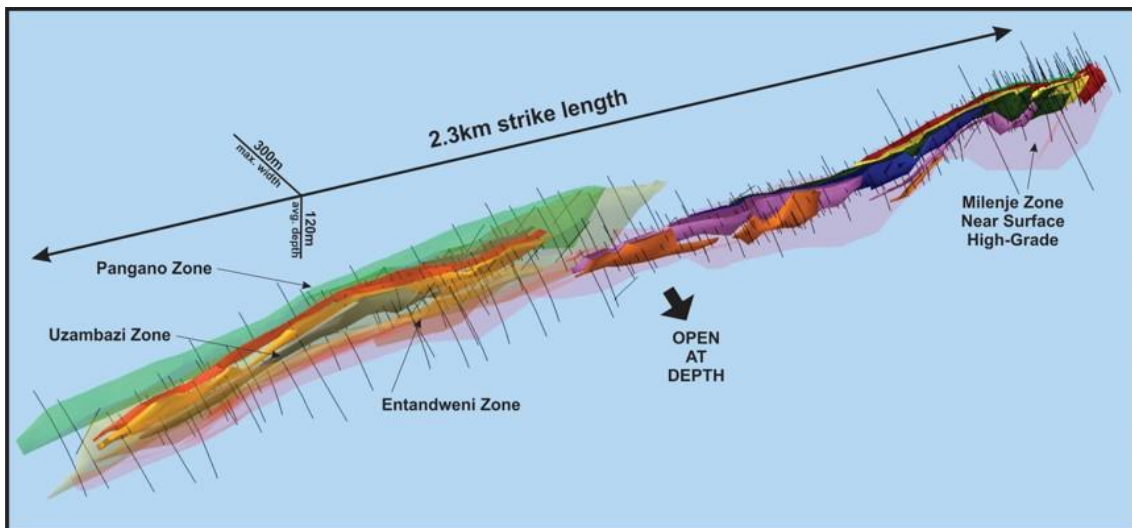 2.3km strike length
300m
max. width
120m
avg. depth
Pangano Zone
Uzambazi Zone
Entandweni Zone
OPEN
AT
DEPTH
Milenje Zone
Near Surface
High-Grade